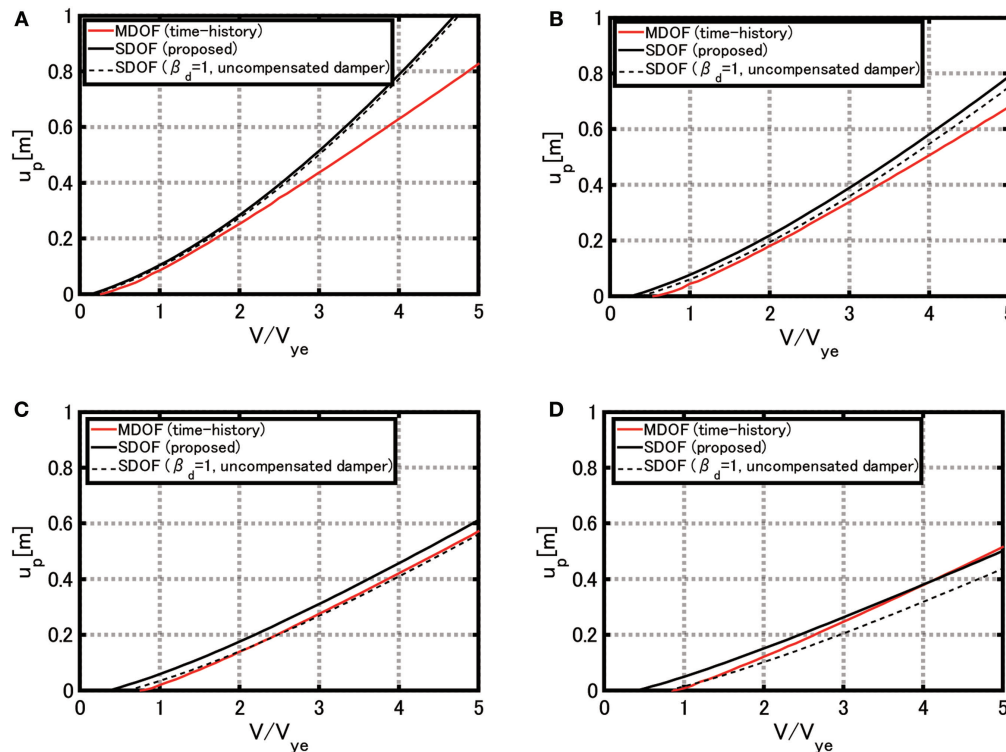 A
MDOF (time-history)
SDOF (proposed)
SDOF (β_d=1, uncompensated damper)
1
0.8
0.6
0.4
0.2
0
u_p[m]
0 1 2 3 4 5
V/V_ye
B
MDOF (time-history)
SDOF (proposed)
SDOF (β_d=1, uncompensated damper)
1
0.8
0.6
0.4
0.2
0
u_p[m]
0 1 2 3 4 5
V/V_ye
C
MDOF (time-history)
SDOF (proposed)
SDOF (β_d=1, uncompensated damper)
1
0.8
0.6
0.4
0.2
0
u_p[m]
0 1 2 3 4 5
V/V_ye
D
MDOF (time-history)
SDOF (proposed)
SDOF (β_d=1, uncompensated damper)
1
0.8
0.6
0.4
0.2
0
u_p[m]
0 1 2 3 4 5
V/V_ye